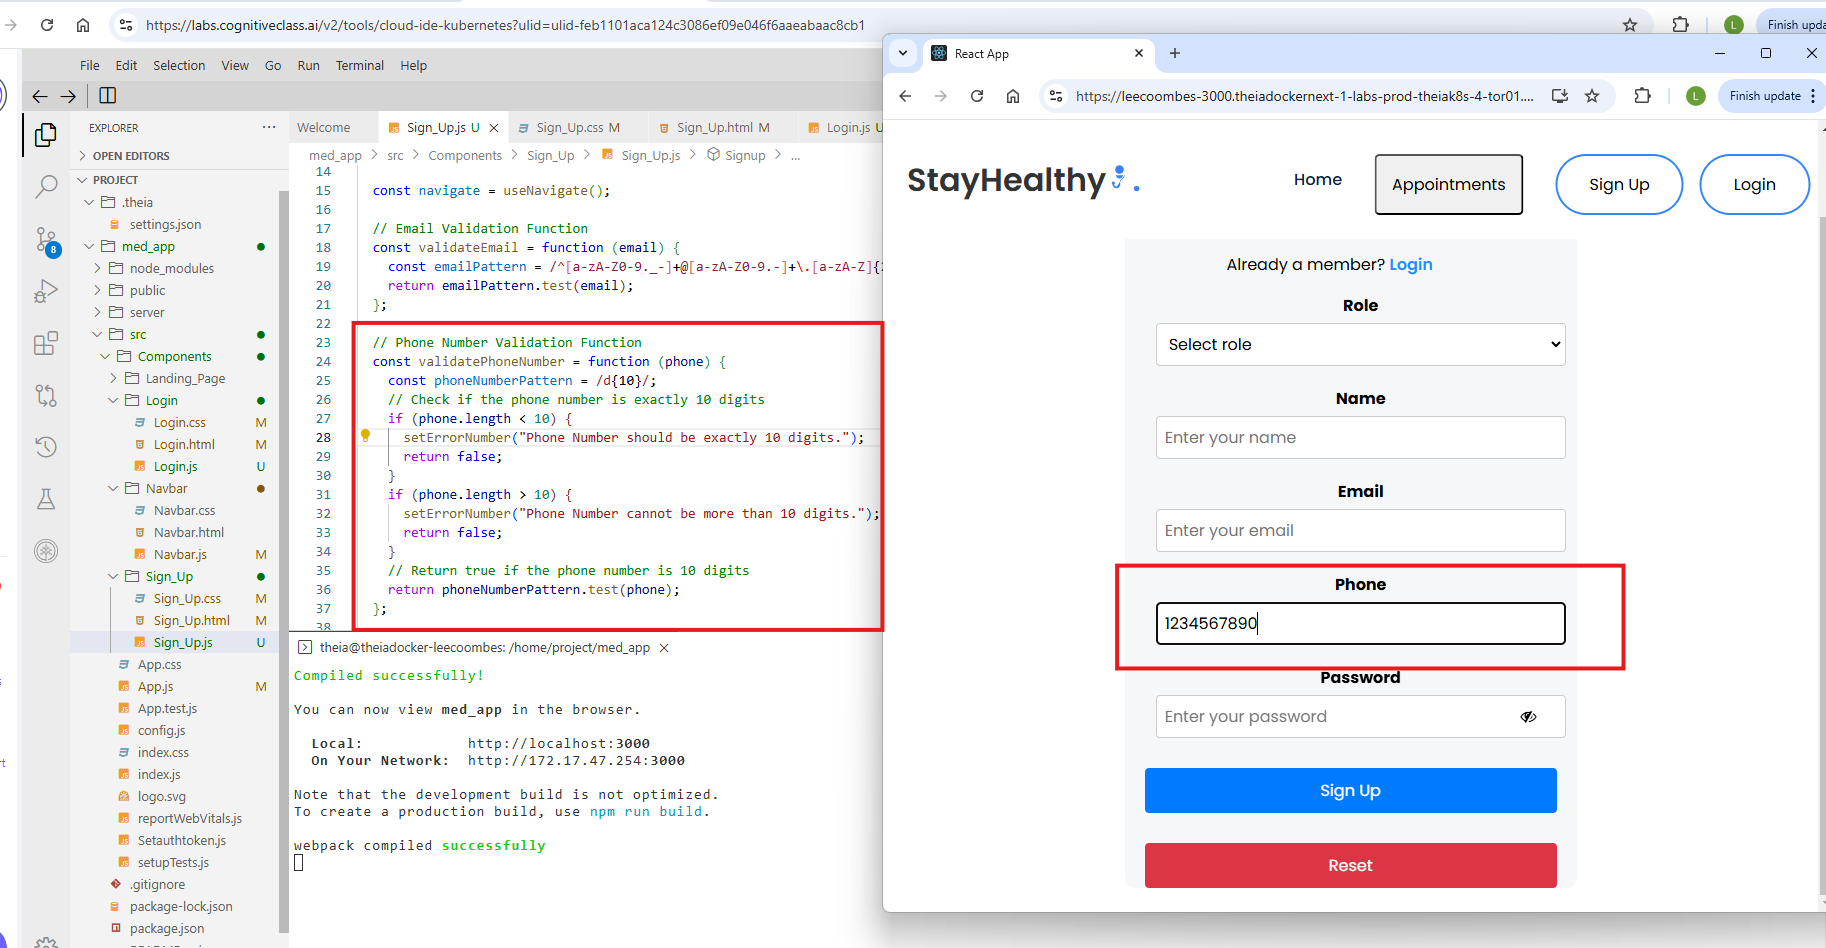 https://labs.cognitiveclass.ai/v2/tools/cloud-ide-kubernetes?ulid=ulid-feb1101aca124c3086ef09e046f6aaeabaac8cb1
L
Finish upda
File Edit Selection View Go Run Terminal Help
EXPLORER
OPEN EDITORS
PROJECT
.theia
settings.json
med_app
node_modules
public
server
src
Components
Landing_Page
Login
Login.css M
Login.html M
Login.js U
Navbar
Navbar.css
Navbar.html
Navbar.js M
Sign_Up
Sign_Up.css M
Sign_Up.html M
Sign_Up.js U
App.css
App.js M
App.test.js
config.js
index.css
index.js
logo.svg
reportWebVitals.js
Setauthtoken.js
setupTests.js
.gitignore
package-lock.json
package.json
8
Welcome Sign_Up.js U Sign_Up.css M Sign_Up.html M Login.js U
med_app > src > Components > Sign_Up > Sign_Up.js > Signup > ...
14
15 const navigate = useNavigate();
16
17 // Email Validation Function
18 const validateEmail = function (email) {
19 const emailPattern = /^[a-zA-Z0-9._-]+@[a-zA-Z0-9.-]+\.[a-zA-Z]{
20 return emailPattern.test(email);
21 };
22
23 // Phone Number Validation Function
24 const validatePhoneNumber = function (phone) {
25 const phoneNumberPattern = /d{10}/;
26 // Check if the phone number is exactly 10 digits
27 if (phone.length < 10) {
28 setErrorNumber("Phone Number should be exactly 10 digits.");
29 return false;
30 }
31 if (phone.length > 10) {
32 setErrorNumber("Phone Number cannot be more than 10 digits.");
33 return false;
34 }
35 // Return true if the phone number is 10 digits
36 return phoneNumberPattern.test(phone);
37 };
38
theia@theiadocker-leecoombes: /home/project/med_app
Compiled successfully!
You can now view med_app in the browser.
Local: http://localhost:3000
On Your Network: http://172.17.47.254:3000
Note that the development build is not optimized.
To create a production build, use npm run build.
webpack compiled successfully
React App
https://leecoombes-3000.theiadockernext-1-labs-prod-theiak8s-4-tor01....
L
Finish update
StayHealthy .
Home Appointments Sign Up Login
Already a member? Login
Role
Select role
Name
Enter your name
Email
Enter your email
Phone
1234567890
Password
Enter your password
Sign Up
Reset